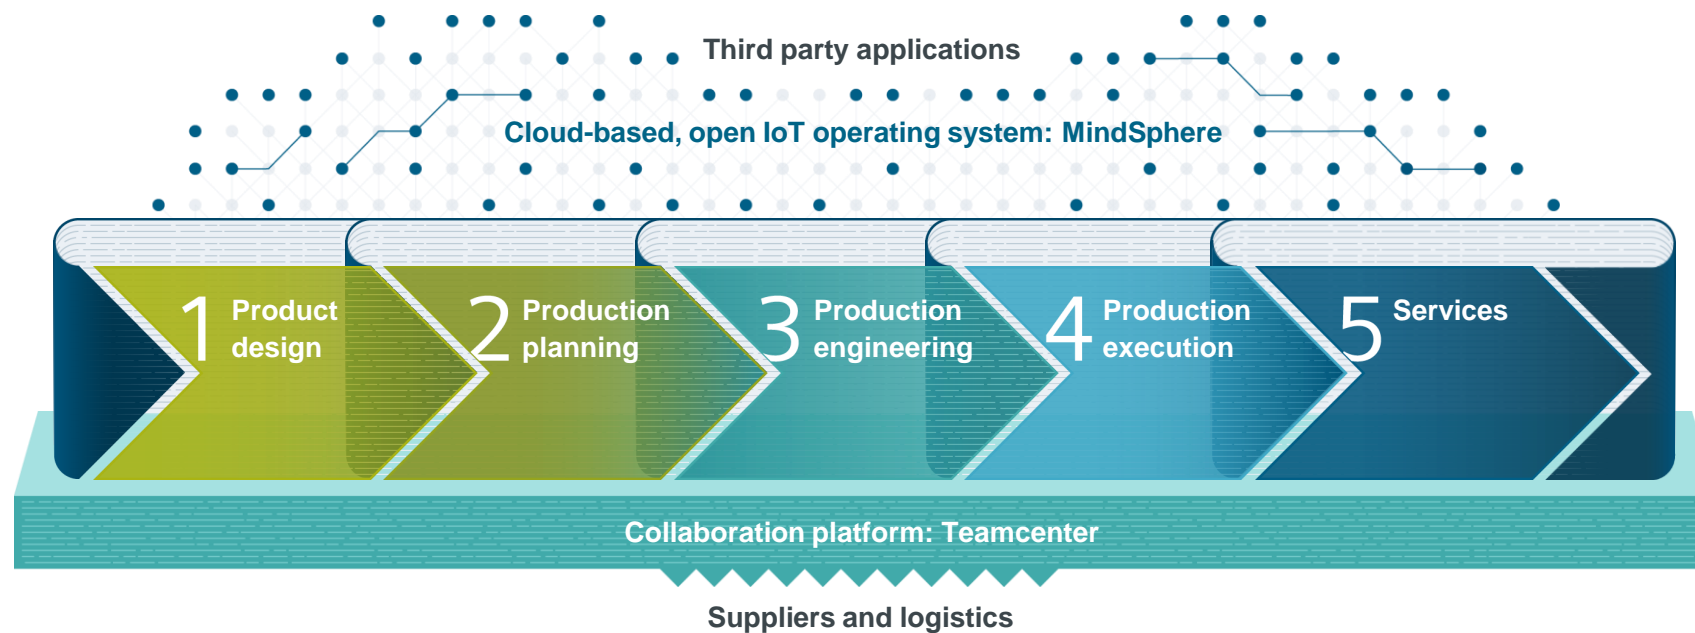 Third party applications
Cloud-based, open IoT operating system: MindSphere
1 Product
design
2 Production
planning
3 Production
engineering
4 Production
execution
5 Services
Collaboration platform: Teamcenter
Suppliers and logistics